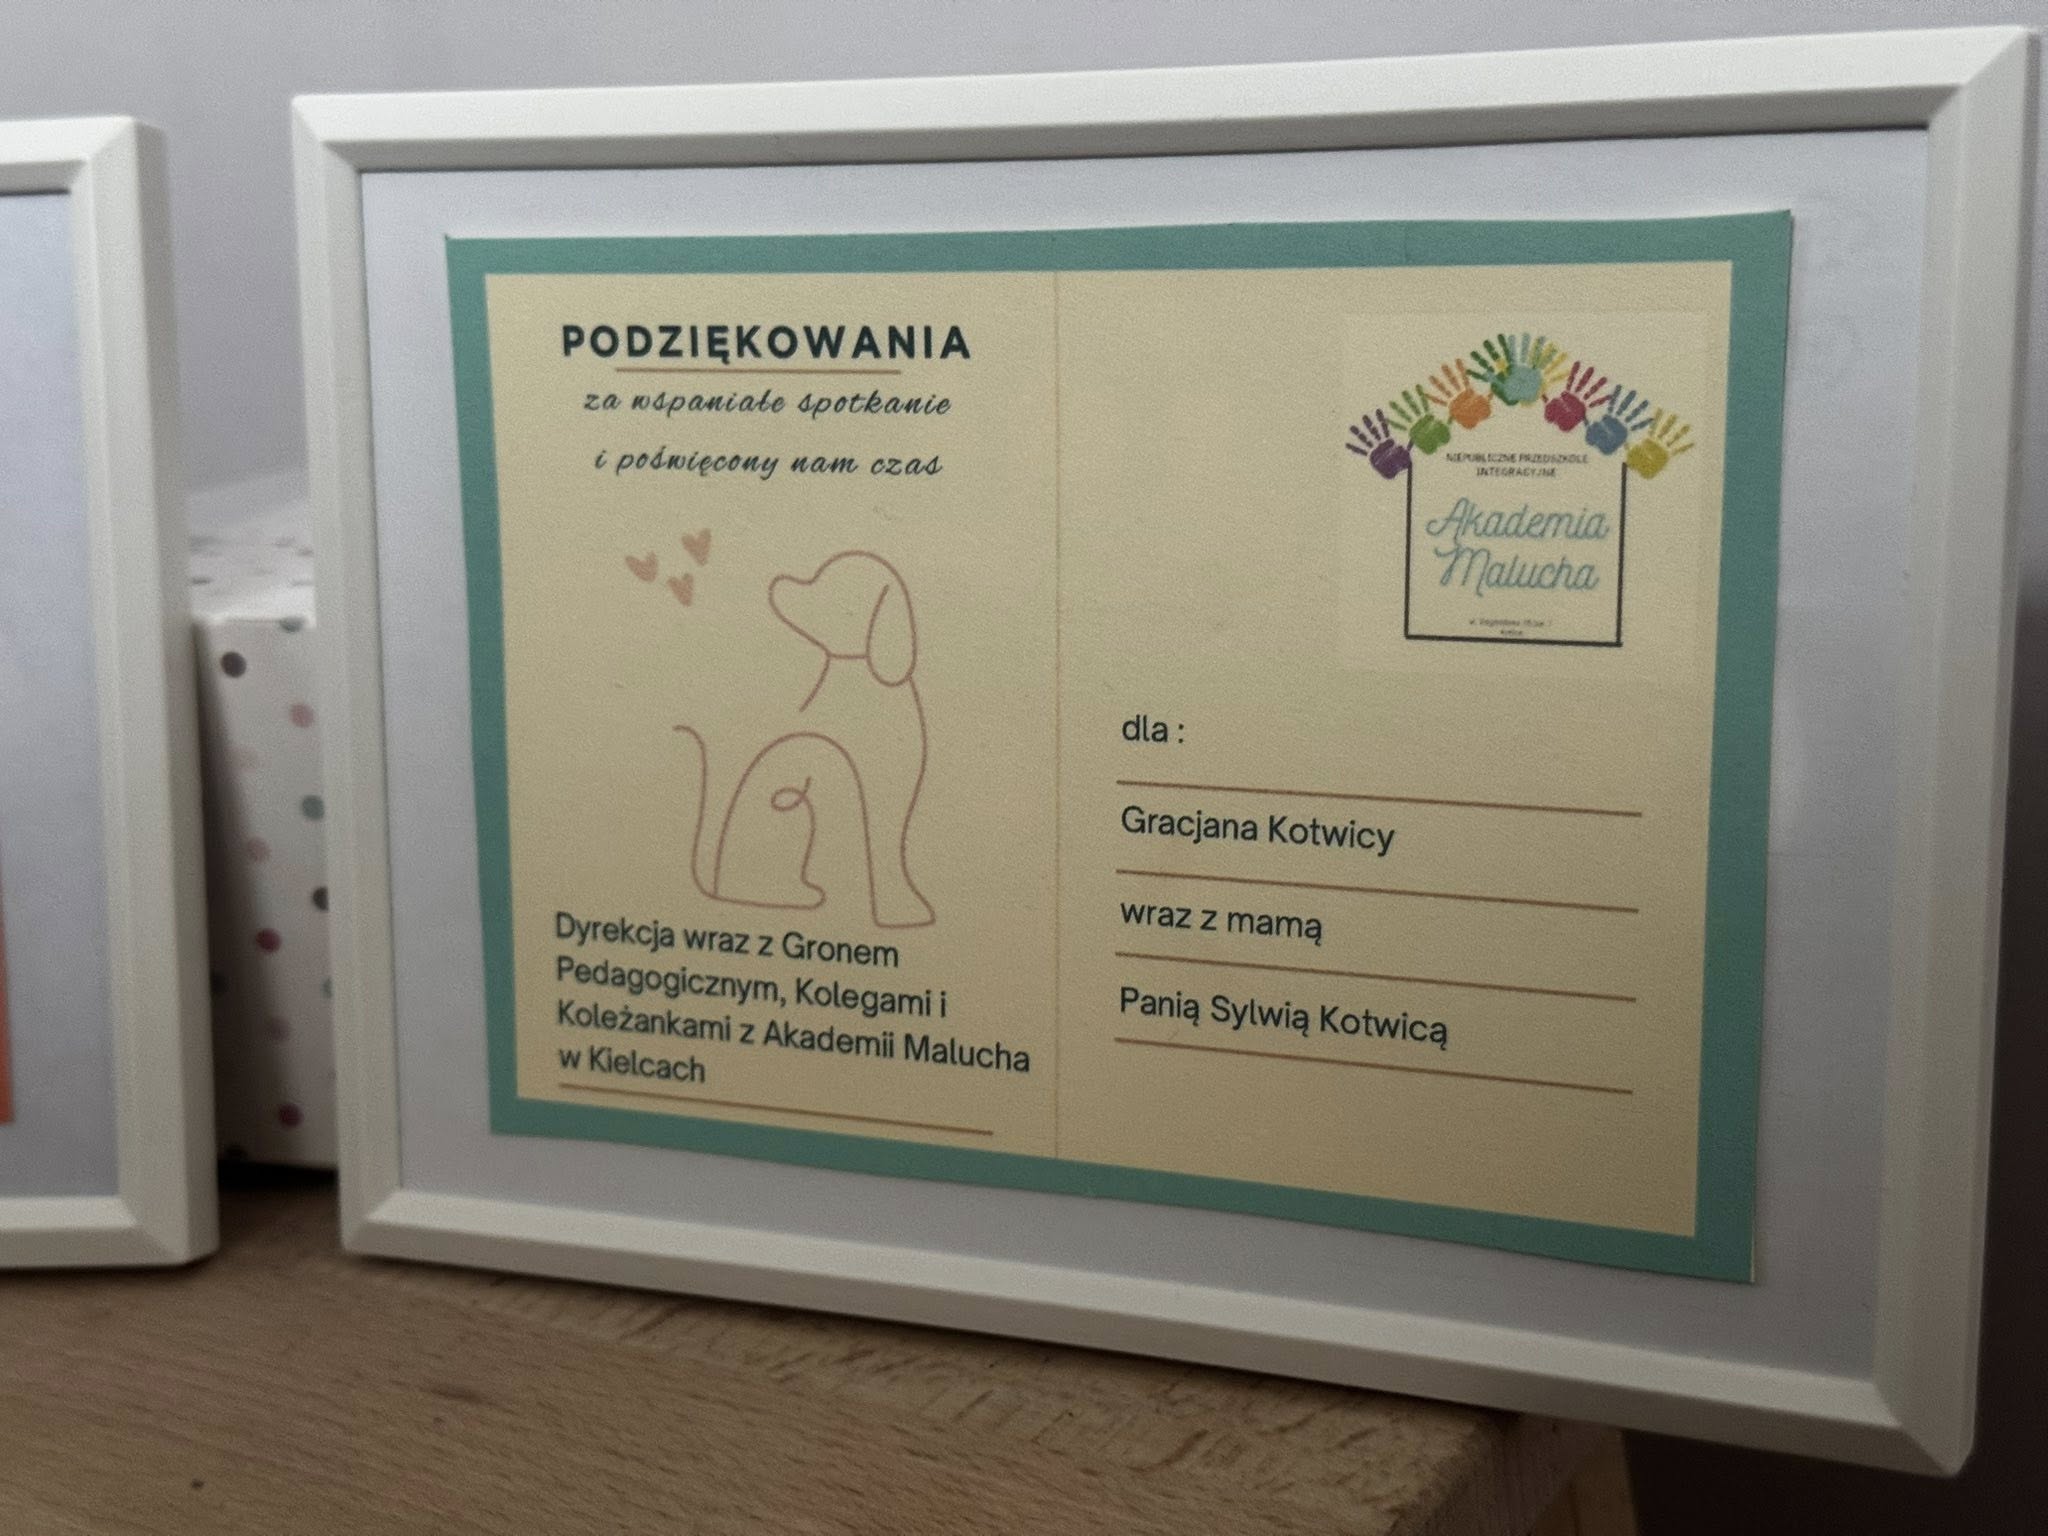 PODZIĘKOWANIA
za wspaniałe spotkanie
i poświęcony nam czas
Dyrekcja wraz z Gronem
Pedagogicznym, Kolegami i
Koleżankami z Akademii Malucha
w Kielcach
NIEPUBLICZNE PRZEDSZKOLE
INTEGRACYJNE
Akademia
Malucha
dla :
Gracjana Kotwicy
wraz z mamą
Panią Sylwią Kotwicą